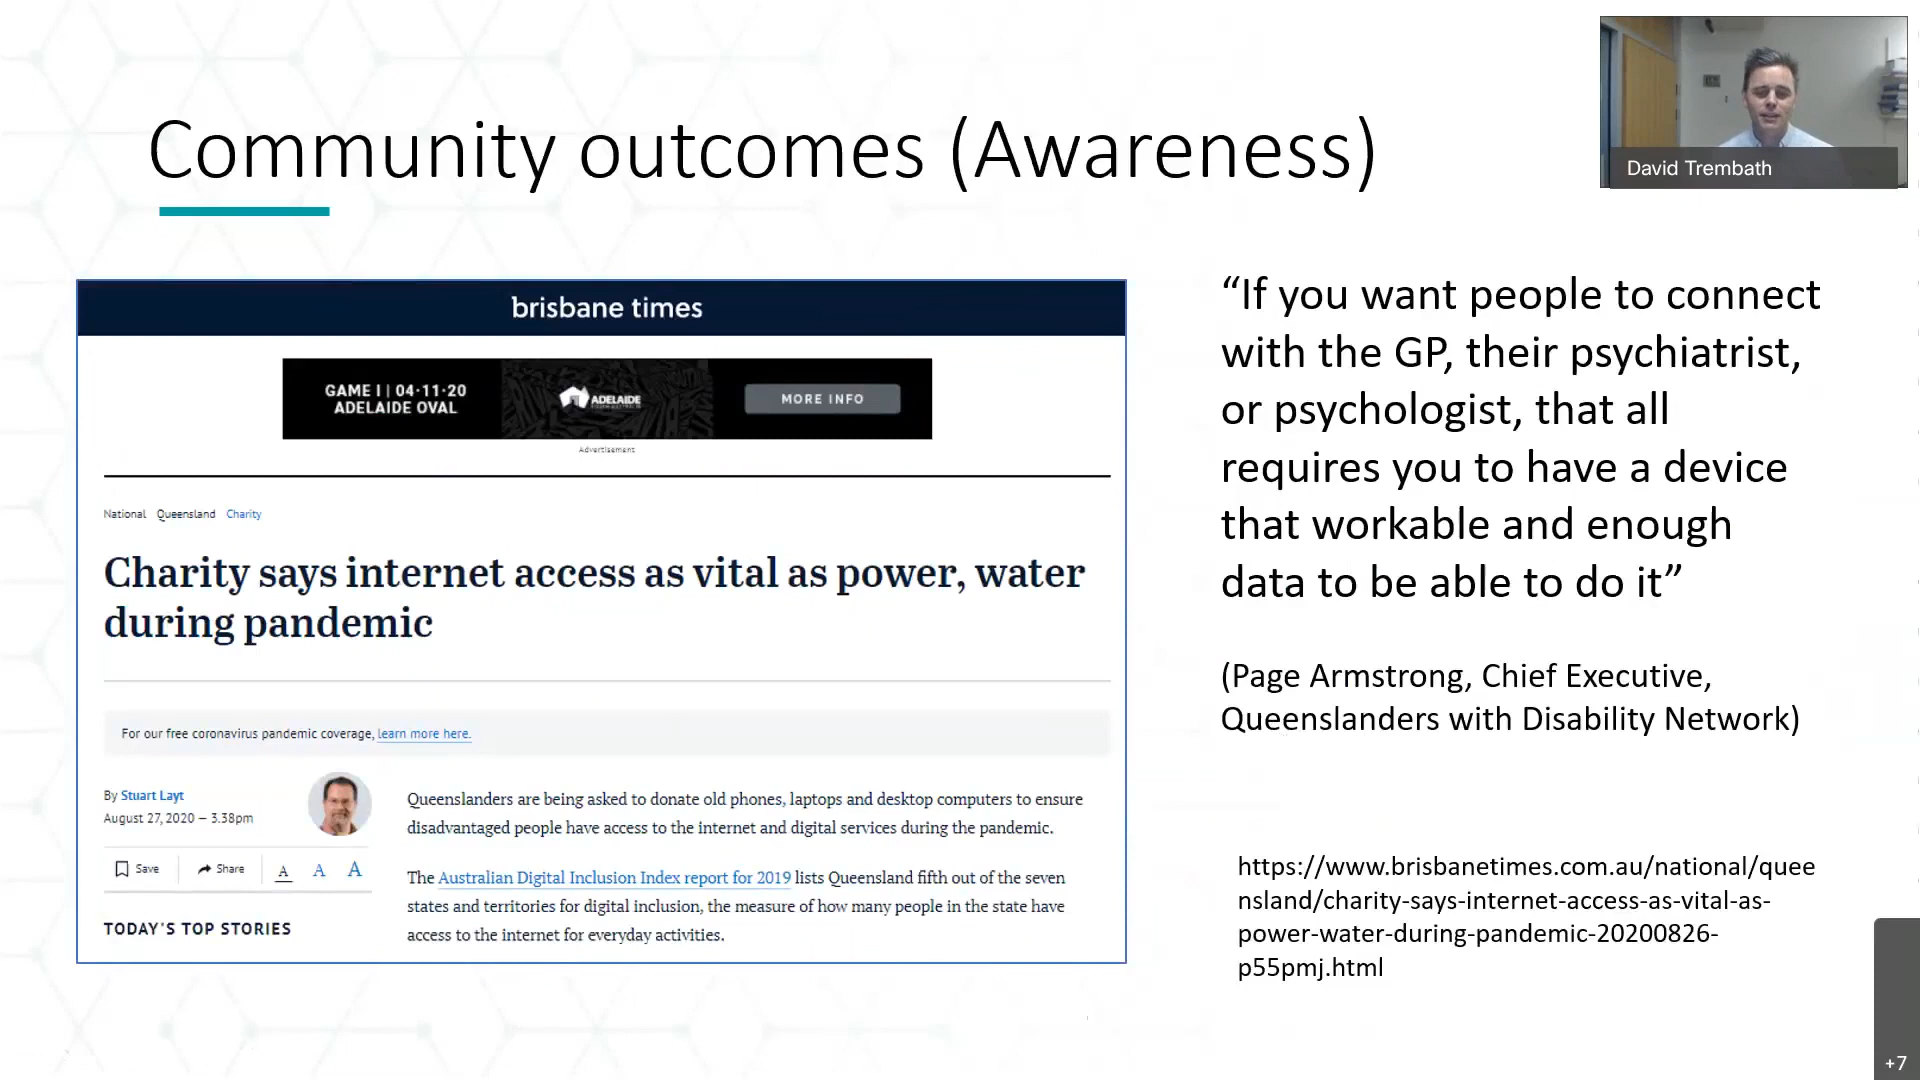 Community outcomes (Awareness)
David Trembath
brisbane times
GAME I | 04·11·20
ADELAIDE OVAL
ADELAIDE
MORE INFO
Advertisement
National Queensland Charity
Charity says internet access as vital as power, water
during pandemic
For our free coronavirus pandemic coverage, learn more here.
By Stuart Layt
August 27, 2020 — 3.38pm
Save Share A A A
TODAY'S TOP STORIES
Queenslanders are being asked to donate old phones, laptops and desktop computers to ensure
disadvantaged people have access to the internet and digital services during the pandemic.
The Australian Digital Inclusion Index report for 2019 lists Queensland fifth out of the seven
states and territories for digital inclusion, the measure of how many people in the state have
access to the internet for everyday activities.
“If you want people to connect
with the GP, their psychiatrist,
or psychologist, that all
requires you to have a device
that workable and enough
data to be able to do it”
(Page Armstrong, Chief Executive,
Queenslanders with Disability Network)
https://www.brisbanetimes.com.au/national/quee
nsland/charity-says-internet-access-as-vital-as-
power-water-during-pandemic-20200826-
p55pmj.html
+7